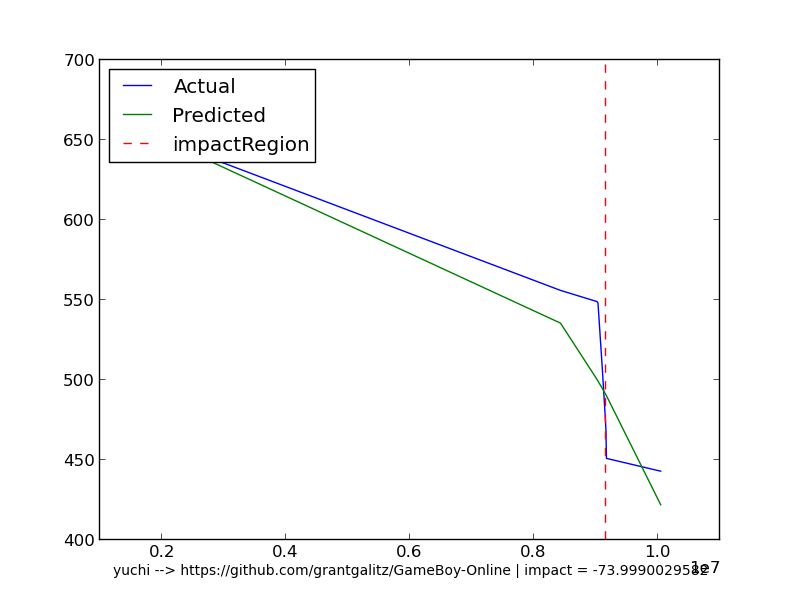 700
650
600
550
500
450
400
Actual
Predicted
impactRegion
0.2 0.4 0.6 0.8 1.0
1e7
yuchi --> https://github.com/grantgalitz/GameBoy-Online | impact = -73.9990029582